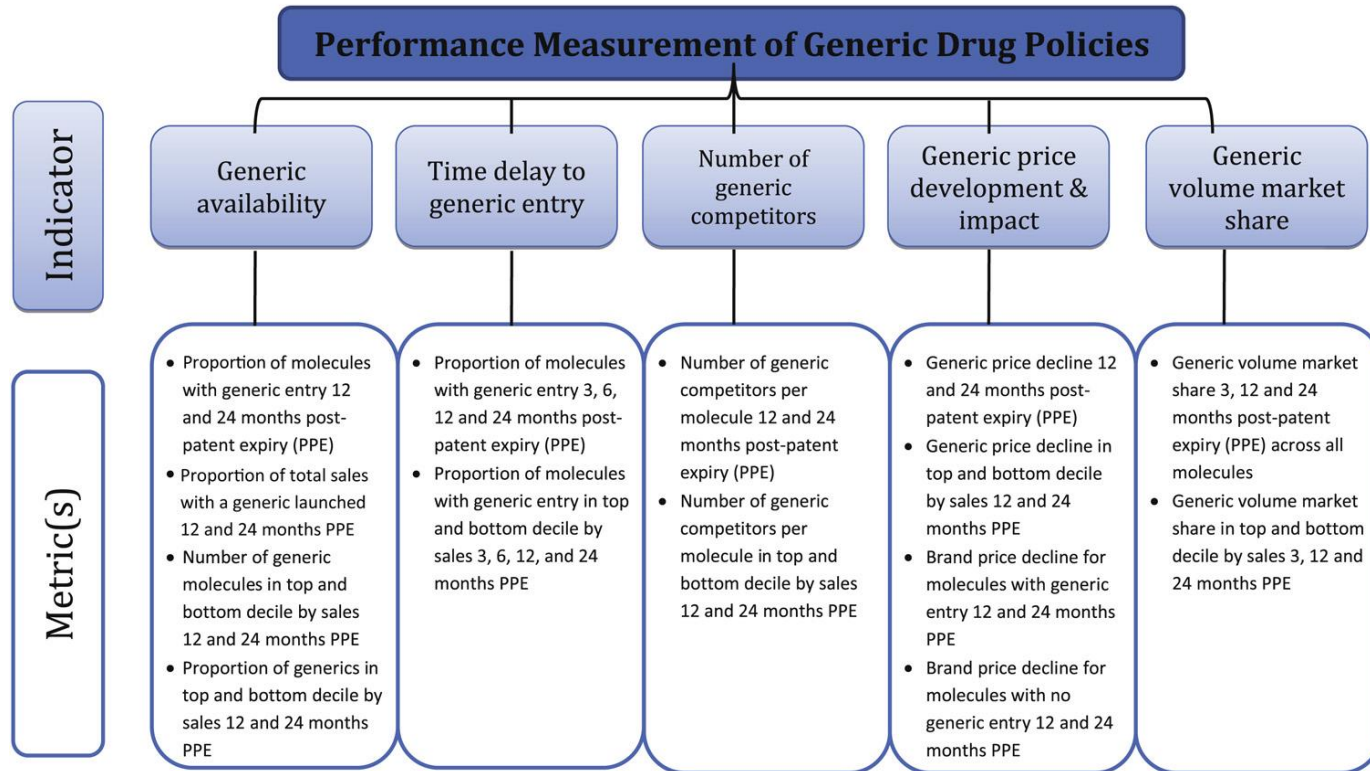 Performance Measurement of Generic Drug Policies
Indicator
Generic
availability
Time delay to
generic entry
Number of
generic
competitors
Generic price
development &
impact
Generic
volume market
share
Metric(s)
• Proportion of molecules
with generic entry 12
and 24 months post-
patent expiry (PPE)
• Proportion of total sales
with a generic launched
12 and 24 months PPE
• Number of generic
molecules in top and
bottom decile by sales
12 and 24 months PPE
• Proportion of generics in
top and bottom decile by
sales 12 and 24 months
PPE
• Proportion of molecules
with generic entry 3, 6,
12 and 24 months post-
patent expiry (PPE)
• Proportion of molecules
with generic entry in top
and bottom decile by
sales 3, 6, 12, and 24
months PPE
• Number of generic
competitors per
molecule 12 and 24
months post-patent
expiry (PPE)
• Number of generic
competitors per
molecule in top and
bottom decile by sales
12 and 24 months PPE
• Generic price decline 12
and 24 months post-
patent expiry (PPE)
• Generic price decline in
top and bottom decile
by sales 12 and 24
months PPE
• Brand price decline for
molecules with generic
entry 12 and 24 months
PPE
• Brand price decline for
molecules with no
generic entry 12 and 24
months PPE
• Generic volume market
share 3, 12 and 24
months post-patent
expiry (PPE) across all
molecules
• Generic volume market
share in top and bottom
decile by sales 3, 12 and
24 months PPE